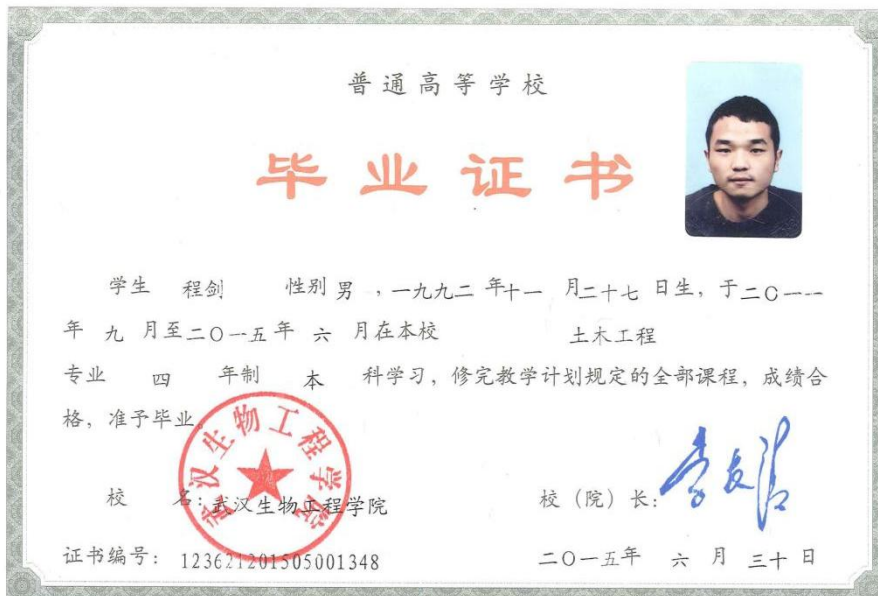 普通高等学校
毕业证书
学生 程剑 性别 男 ，一九九二 年十一 月二十七 日生，于二〇一一
年 九 月至二〇一五年 六 月在本校 土木工程
专业 四 年制 本 科学习，修完教学计划规定的全部课程，成绩合
格，准予毕业。
武汉生物工程学院
校 名：武汉生物工程学院 校（院）长：
证书编号： 123621201505001348 二〇一五年 六 月 三十 日